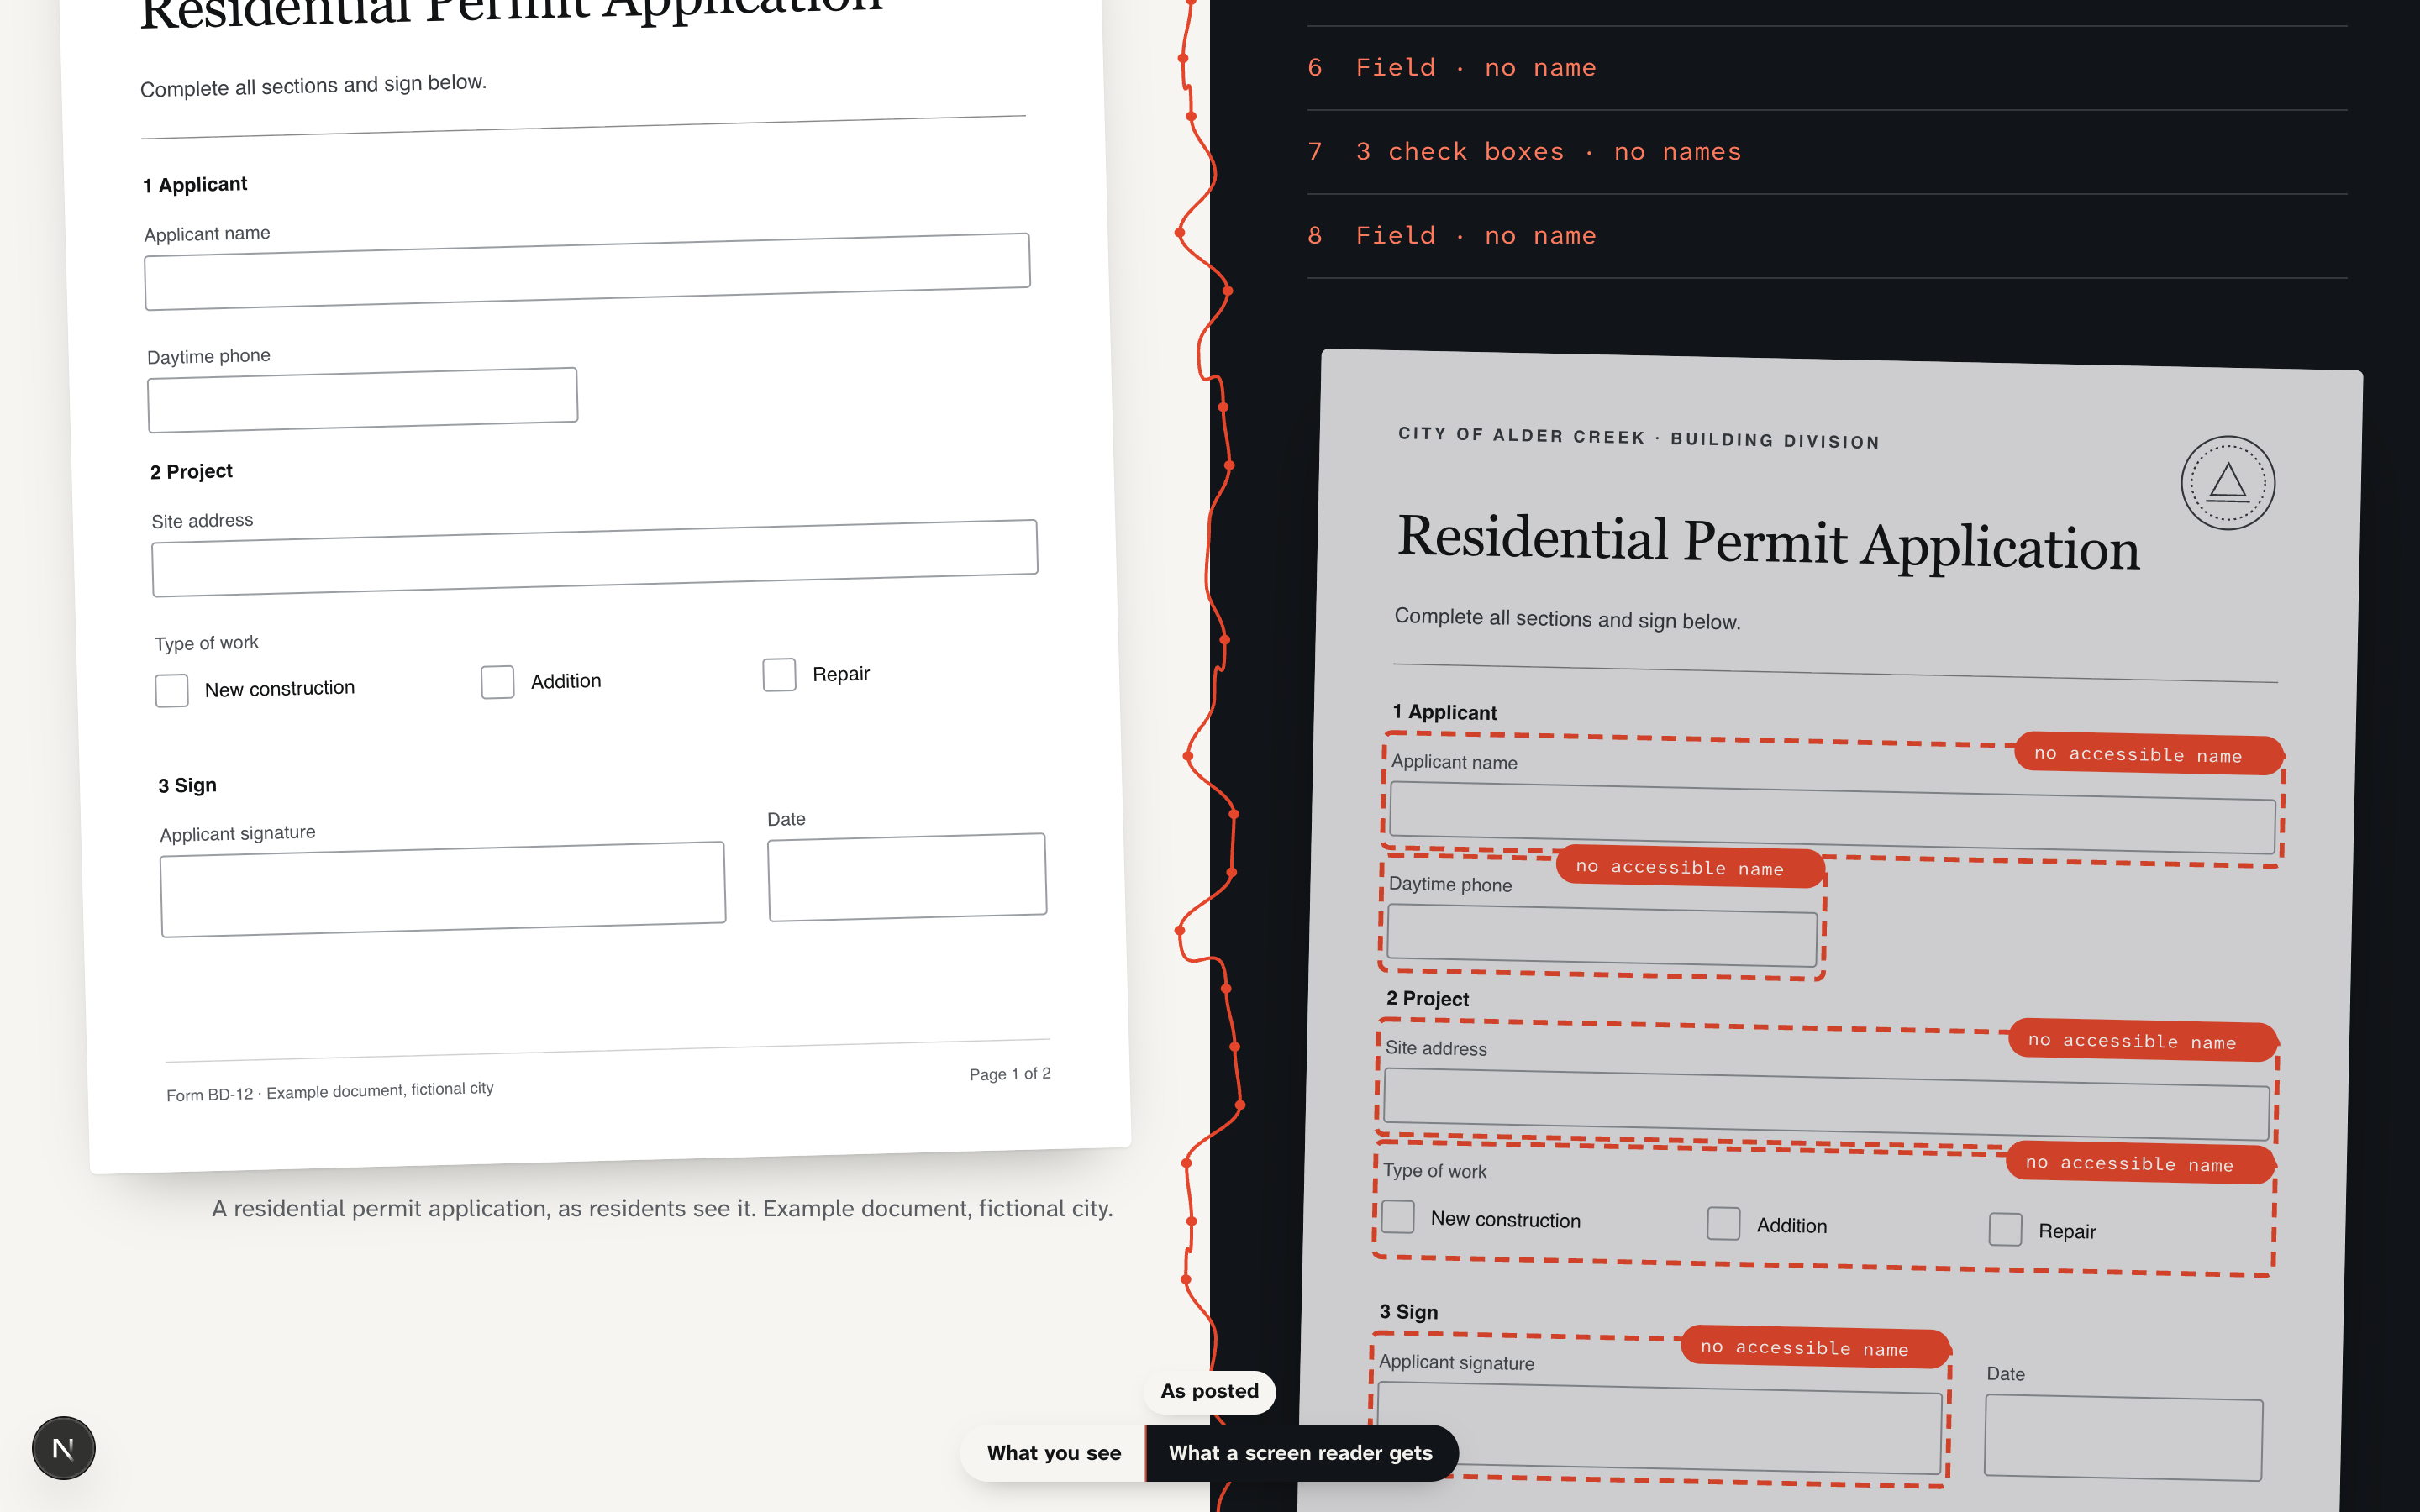 Residential Permit Application
Complete all sections and sign below.
1 Applicant
Applicant name
Daytime phone
2 Project
Site address
Type of work
New construction
Addition
Repair
3 Sign
Applicant signature
Date
Form BD-12 · Example document, fictional city
Page 1 of 2
A residential permit application, as residents see it. Example document, fictional city.
6 Field · no name
7 3 check boxes · no names
8 Field · no name
CITY OF ALDER CREEK · BUILDING DIVISION
Residential Permit Application
Complete all sections and sign below.
1 Applicant
no accessible name
Applicant name
no accessible name
Daytime phone
2 Project
no accessible name
Site address
no accessible name
Type of work
New construction
Addition
Repair
3 Sign
no accessible name
Applicant signature
Date
As posted
What you see
What a screen reader gets
N